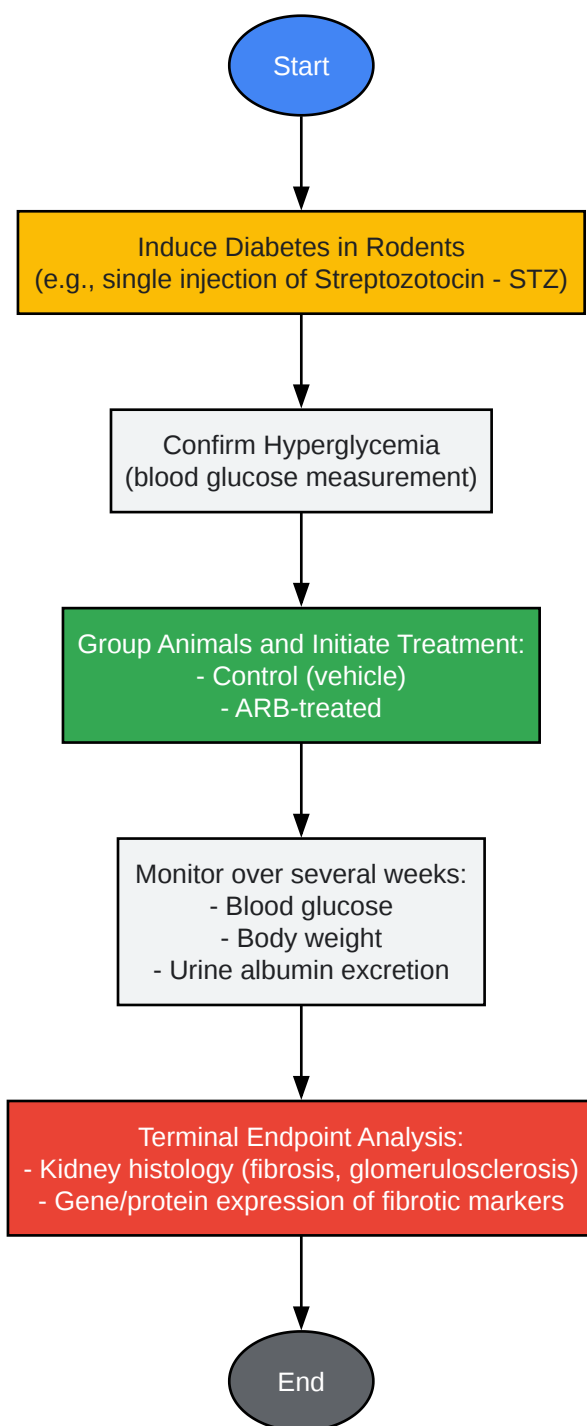 Start
Induce Diabetes in Rodents
(e.g., single injection of Streptozotocin - STZ)
Confirm Hyperglycemia
(blood glucose measurement)
Group Animals and Initiate Treatment:
- Control (vehicle)
- ARB-treated
Monitor over several weeks:
- Blood glucose
- Body weight
- Urine albumin excretion
Terminal Endpoint Analysis:
- Kidney histology (fibrosis, glomerulosclerosis)
- Gene/protein expression of fibrotic markers
End